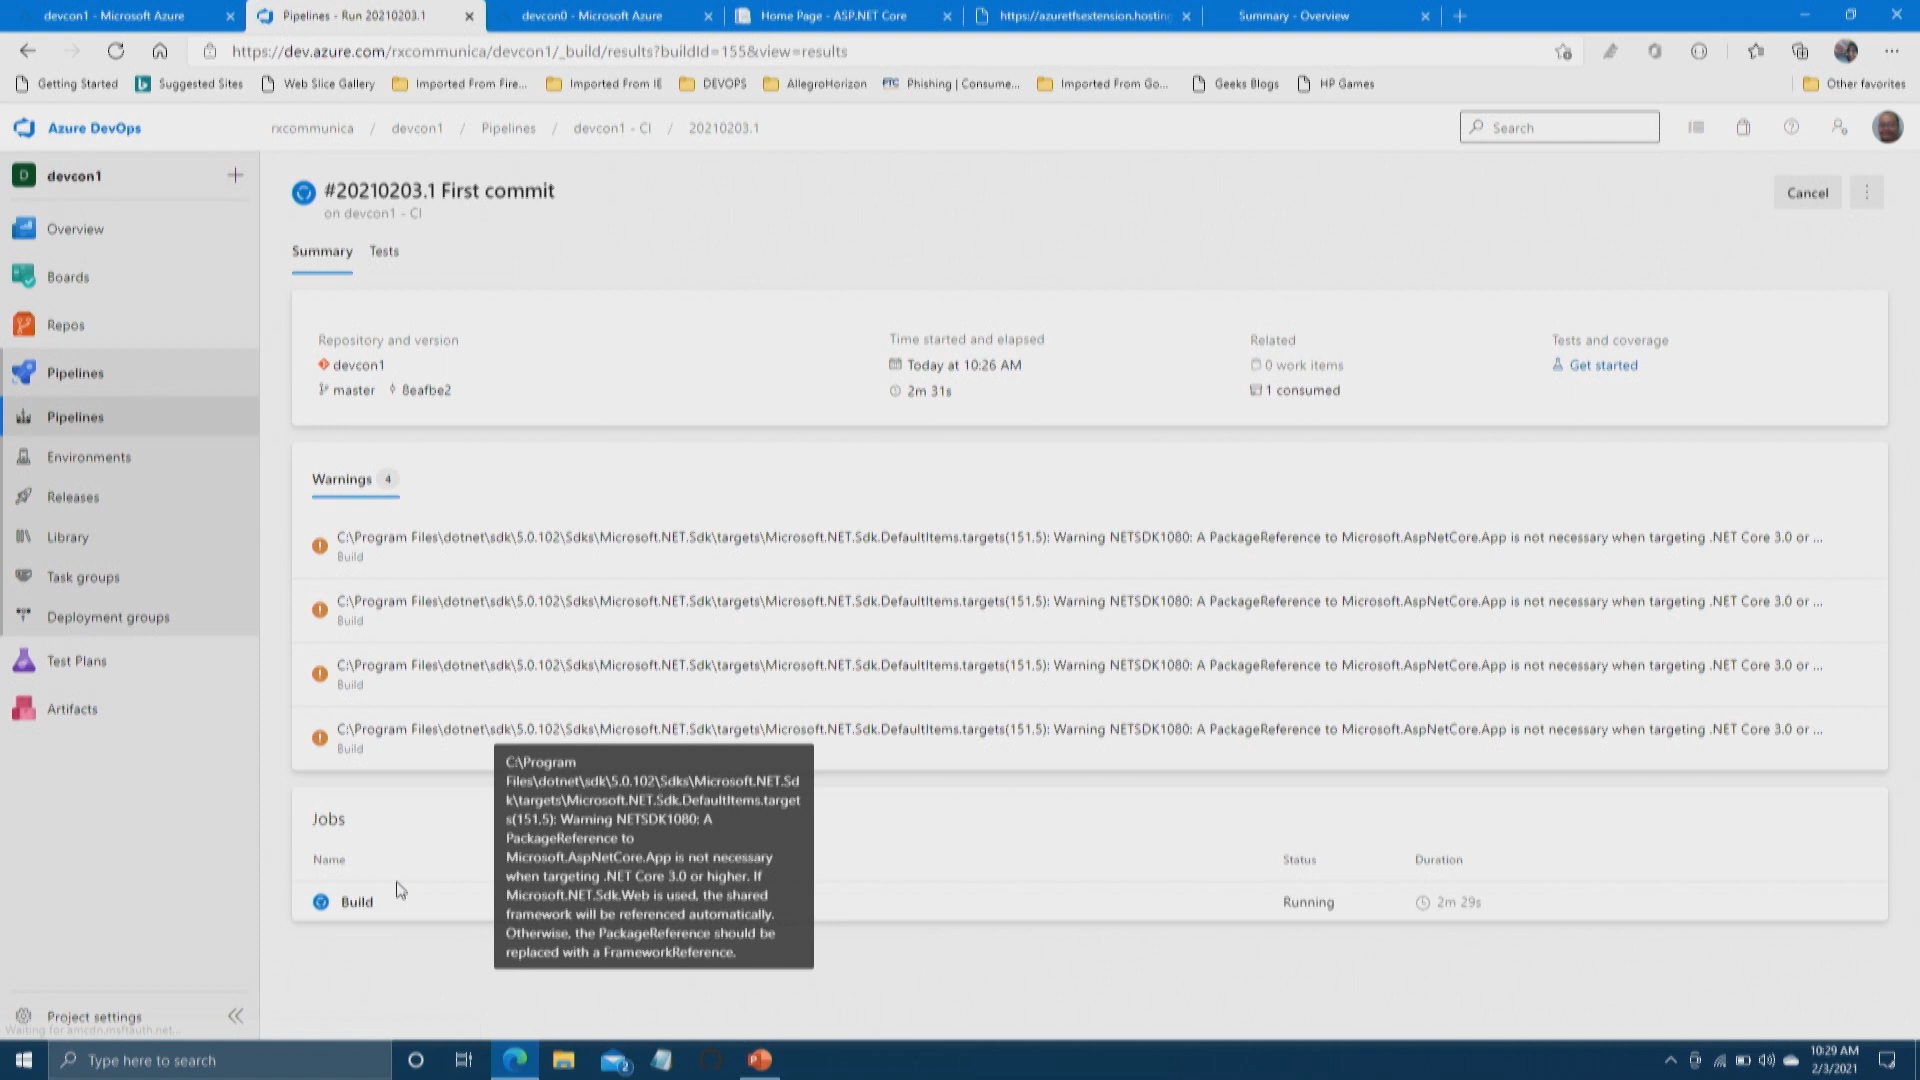 devcon1 - Microsoft Azure
Pipelines - Run 20210203.1
devcon0 - Microsoft Azure
Home Page - ASP.NET Core
https://azuretfsextension.hosting
Summary - Overview
https://dev.azure.com/rxcommunica/devcon1/_build/results?buildId=155&view=results
Getting Started
Suggested Sites
Web Slice Gallery
Imported From Fire...
Imported From IE
DEVOPS
AllegroHorizon
FTC Phishing | Consume...
Imported From Go...
Geeks Blogs
HP Games
Other favorites
Azure DevOps
rxcommunica / devcon1 / Pipelines / devcon1 - CI / 20210203.1
Search
D devcon1
Overview
Boards
Repos
Pipelines
Pipelines
Environments
Releases
Library
Task groups
Deployment groups
Test Plans
Artifacts
Project settings
Waiting for amcdn.msftauth.net...
#20210203.1 First commit
on devcon1 - CI
Cancel
Summary
Tests
Repository and version
devcon1
master 8eafbe2
Time started and elapsed
Today at 10:26 AM
2m 31s
Related
0 work items
1 consumed
Tests and coverage
Get started
Warnings 4
C:\Program Files\dotnet\sdk\5.0.102\Sdks\Microsoft.NET.Sdk\targets\Microsoft.NET.Sdk.DefaultItems.targets(151,5): Warning NETSDK1080: A PackageReference to Microsoft.AspNetCore.App is not necessary when targeting .NET Core 3.0 or ...
Build
C:\Program Files\dotnet\sdk\5.0.102\Sdks\Microsoft.NET.Sdk\targets\Microsoft.NET.Sdk.DefaultItems.targets(151,5): Warning NETSDK1080: A PackageReference to Microsoft.AspNetCore.App is not necessary when targeting .NET Core 3.0 or ...
Build
C:\Program Files\dotnet\sdk\5.0.102\Sdks\Microsoft.NET.Sdk\targets\Microsoft.NET.Sdk.DefaultItems.targets(151,5): Warning NETSDK1080: A PackageReference to Microsoft.AspNetCore.App is not necessary when targeting .NET Core 3.0 or ...
Build
C:\Program Files\dotnet\sdk\5.0.102\Sdks\Microsoft.NET.Sdk\targets\Microsoft.NET.Sdk.DefaultItems.targets(151,5): Warning NETSDK1080: A PackageReference to Microsoft.AspNetCore.App is not necessary when targeting .NET Core 3.0 or ...
Build
C:\Program
Files\dotnet\sdk\5.0.102\Sdks\Microsoft.NET.Sd
k\targets\Microsoft.NET.Sdk.DefaultItems.target
s(151,5): Warning NETSDK1080: A
PackageReference to
Microsoft.AspNetCore.App is not necessary
when targeting .NET Core 3.0 or higher. If
Microsoft.NET.Sdk.Web is used, the shared
framework will be referenced automatically.
Otherwise, the PackageReference should be
replaced with a FrameworkReference.
Jobs
Name
Status
Duration
Build
Running
2m 29s
Type here to search
2
10:29 AM
2/3/2021